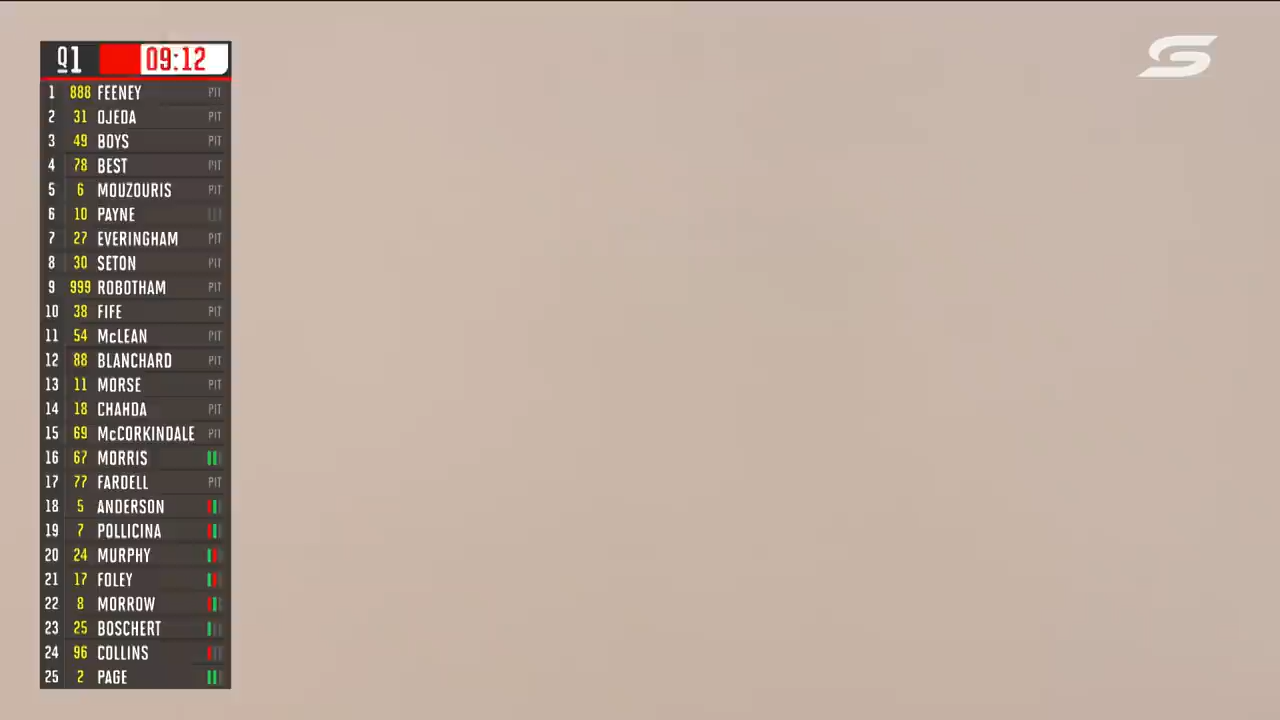 Q1 09:12
1 888 FEENEY PIT
2 31 OJEDA PIT
3 49 BOYS PIT
4 78 BEST PIT
5 6 MOUZOURIS PIT
6 10 PAYNE
7 27 EVERINGHAM PIT
8 30 SETON PIT
9 999 ROBOTHAM PIT
10 38 FIFE PIT
11 54 McLEAN PIT
12 88 BLANCHARD PIT
13 11 MORSE PIT
14 18 CHAHDA PIT
15 69 McCORKINDALE PIT
16 67 MORRIS
17 77 FARDELL PIT
18 5 ANDERSON
19 7 POLLICINA
20 24 MURPHY
21 17 FOLEY
22 8 MORROW
23 25 BOSCHERT
24 96 COLLINS
25 2 PAGE